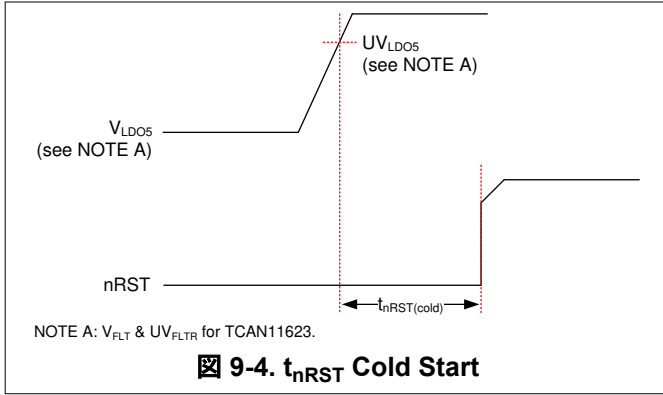 UVLDO5
(see NOTE A)
VLDO5
(see NOTE A)
nRST
tnRST(cold)
NOTE A: VFLT & UVFLTR for TCAN11623.
図 9-4. tnRST Cold Start